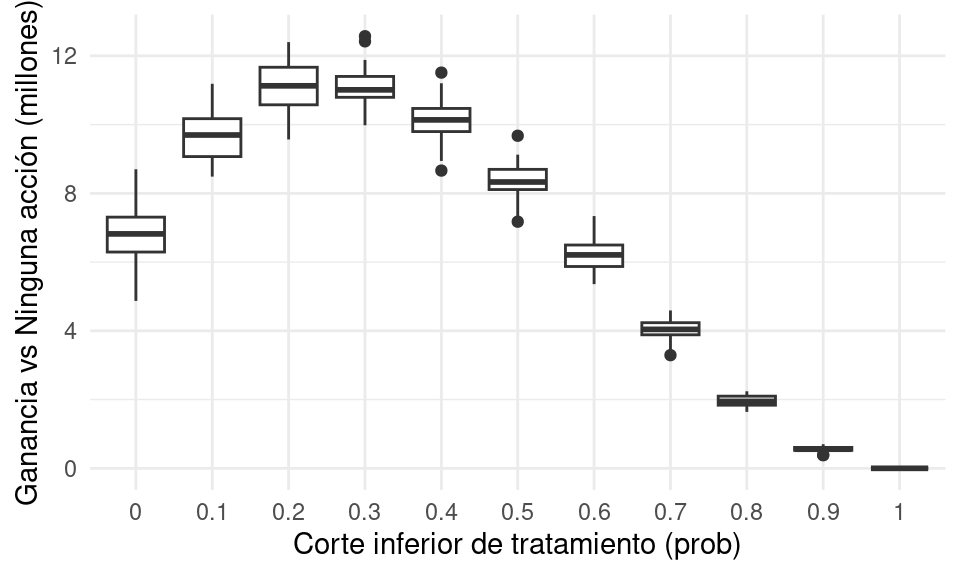 Ganancia vs Ninguna acción (millones)
12
8
4
0
0 0.1 0.2 0.3 0.4 0.5 0.6 0.7 0.8 0.9 1
Corte inferior de tratamiento (prob)